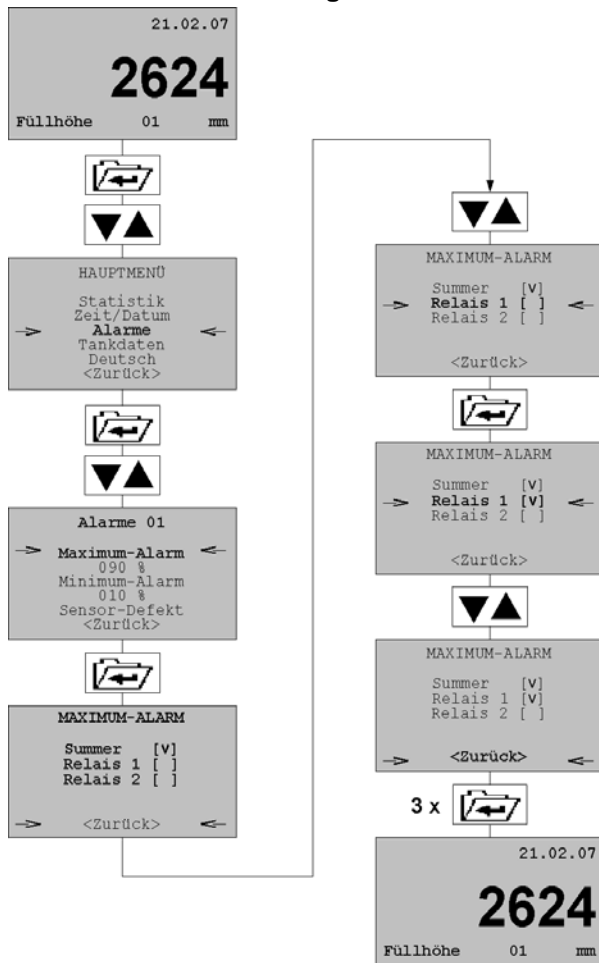 21.02.07
2624
Füllhöhe 01 mm
HAUPTMENÜ
Statistik
Zeit/Datum
Alarme
Tankdaten
Deutsch
<Zurück>
Alarme 01
Maximum-Alarm
090 %
Minimum-Alarm
010 %
Sensor-Defekt
<Zurück>
MAXIMUM-ALARM
Summer [V]
Relais 1 [ ]
Relais 2 [ ]
<Zurück>
MAXIMUM-ALARM
Summer [V]
Relais 1 [ ]
Relais 2 [ ]
<Zurück>
MAXIMUM-ALARM
Summer [V]
Relais 1 [V]
Relais 2 [ ]
<Zurück>
MAXIMUM-ALARM
Summer [V]
Relais 1 [V]
Relais 2 [ ]
<Zurück>
3 x
21.02.07
2624
Füllhöhe 01 mm